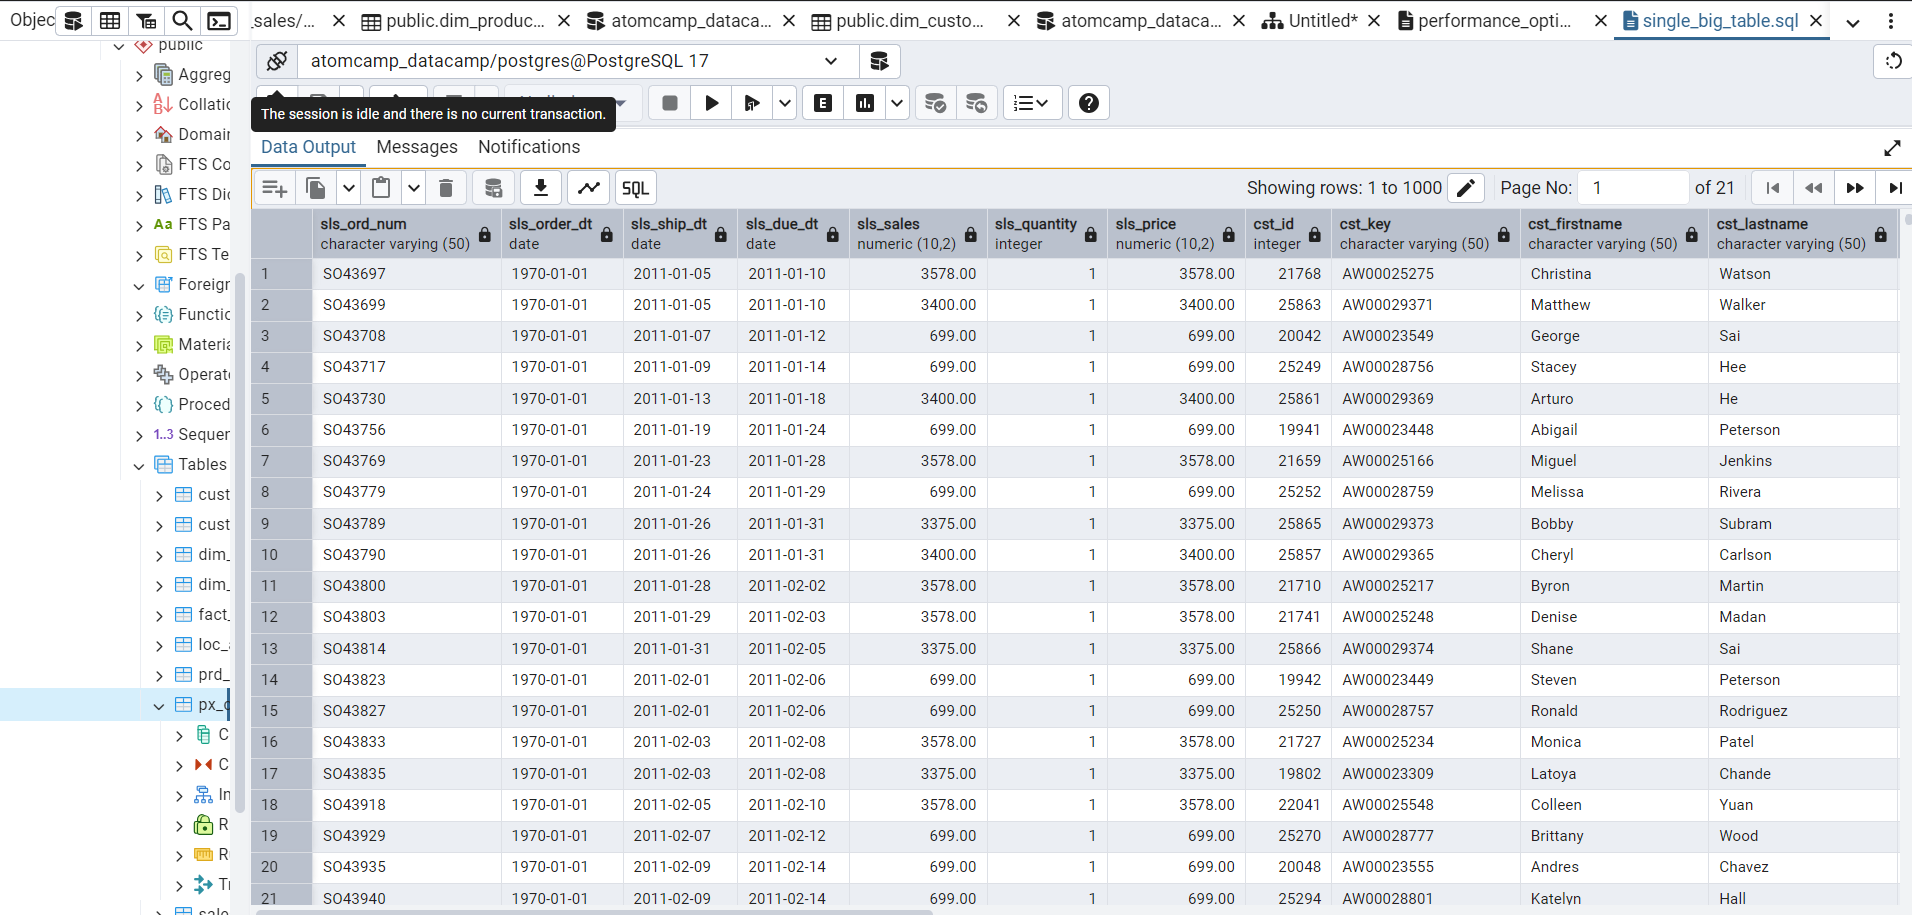 Objec
_sales/...
public.dim_produc...
atomcamp_dataca...
public.dim_custo...
atomcamp_dataca...
Untitled*
performance_opti...
single_big_table.sql
atomcamp_datacamp/postgres@PostgreSQL 17
The session is idle and there is no current transaction.
Data Output Messages Notifications
SQL
Showing rows: 1 to 1000 Page No: 1 of 21
public
Aggreg
Collatic
Domair
FTS Co
FTS Dic
FTS Pa
FTS Te
Foreigr
Functic
Materia
Operat
Proced
1..3 Sequer
Tables
cust
cust
dim_
dim_
fact_
loc_
prd_
px_c
C
C
In
R
R
Tr
sale
sls_ord_num character varying (50) sls_order_dt date sls_ship_dt date sls_due_dt date sls_sales numeric (10,2) sls_quantity integer sls_price numeric (10,2) cst_id integer cst_key character varying (50) cst_firstname character varying (50) cst_lastname character varying (50)
1 SO43697 1970-01-01 2011-01-05 2011-01-10 3578.00 1 3578.00 21768 AW00025275 Christina Watson
2 SO43699 1970-01-01 2011-01-05 2011-01-10 3400.00 1 3400.00 25863 AW00029371 Matthew Walker
3 SO43708 1970-01-01 2011-01-07 2011-01-12 699.00 1 699.00 20042 AW00023549 George Sai
4 SO43717 1970-01-01 2011-01-09 2011-01-14 699.00 1 699.00 25249 AW00028756 Stacey Hee
5 SO43730 1970-01-01 2011-01-13 2011-01-18 3400.00 1 3400.00 25861 AW00029369 Arturo He
6 SO43756 1970-01-01 2011-01-19 2011-01-24 699.00 1 699.00 19941 AW00023448 Abigail Peterson
7 SO43769 1970-01-01 2011-01-23 2011-01-28 3578.00 1 3578.00 21659 AW00025166 Miguel Jenkins
8 SO43779 1970-01-01 2011-01-24 2011-01-29 699.00 1 699.00 25252 AW00028759 Melissa Rivera
9 SO43789 1970-01-01 2011-01-26 2011-01-31 3375.00 1 3375.00 25865 AW00029373 Bobby Subram
10 SO43790 1970-01-01 2011-01-26 2011-01-31 3400.00 1 3400.00 25857 AW00029365 Cheryl Carlson
11 SO43800 1970-01-01 2011-01-28 2011-02-02 3578.00 1 3578.00 21710 AW00025217 Byron Martin
12 SO43803 1970-01-01 2011-01-29 2011-02-03 3578.00 1 3578.00 21741 AW00025248 Denise Madan
13 SO43814 1970-01-01 2011-01-31 2011-02-05 3375.00 1 3375.00 25866 AW00029374 Shane Sai
14 SO43823 1970-01-01 2011-02-01 2011-02-06 699.00 1 699.00 19942 AW00023449 Steven Peterson
15 SO43827 1970-01-01 2011-02-01 2011-02-06 699.00 1 699.00 25250 AW00028757 Ronald Rodriguez
16 SO43833 1970-01-01 2011-02-03 2011-02-08 3578.00 1 3578.00 21727 AW00025234 Monica Patel
17 SO43835 1970-01-01 2011-02-03 2011-02-08 3375.00 1 3375.00 19802 AW00023309 Latoya Chande
18 SO43918 1970-01-01 2011-02-05 2011-02-10 3578.00 1 3578.00 22041 AW00025548 Colleen Yuan
19 SO43929 1970-01-01 2011-02-07 2011-02-12 699.00 1 699.00 25270 AW00028777 Brittany Wood
20 SO43935 1970-01-01 2011-02-09 2011-02-14 699.00 1 699.00 20048 AW00023555 Andres Chavez
21 SO43940 1970-01-01 2011-02-09 2011-02-14 699.00 1 699.00 25294 AW00028801 Katelyn Hall